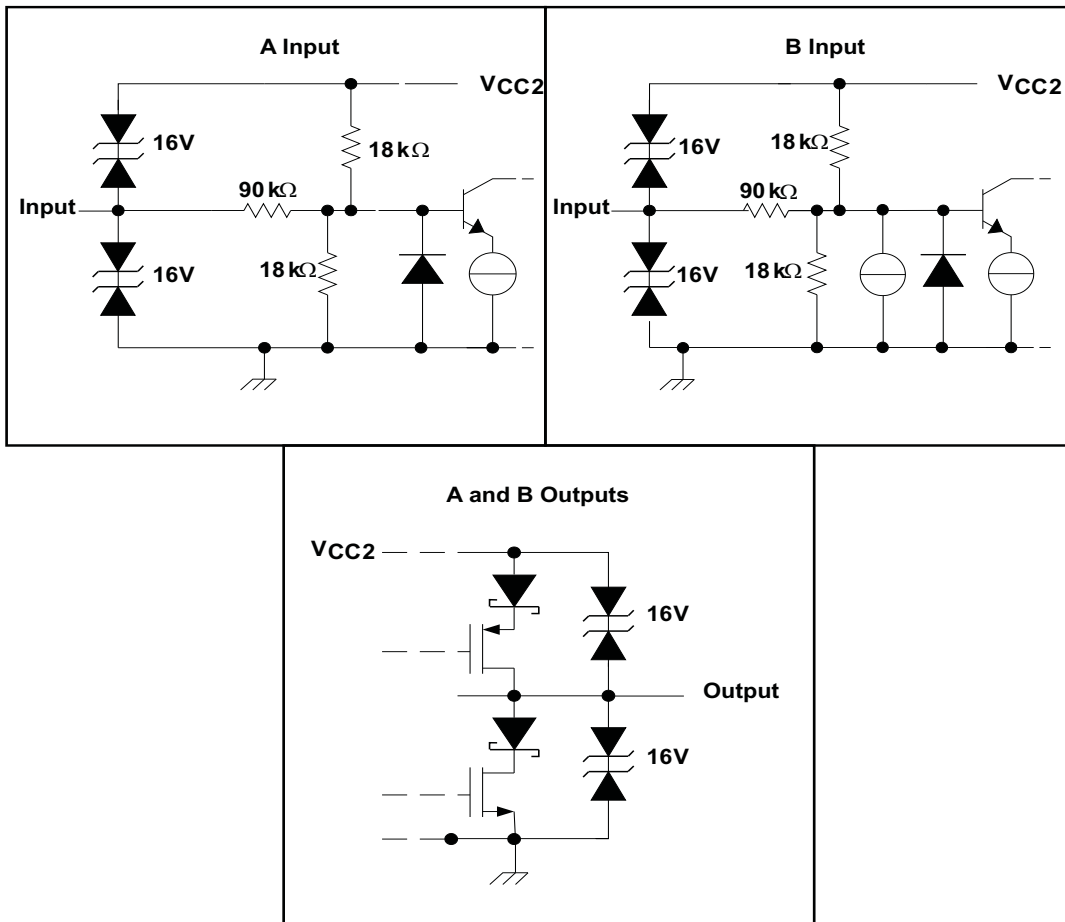 A Input
VCC2
16V
18 kΩ
90 kΩ
Input
18 kΩ
16V
B Input
VCC2
16V
18 kΩ
90 kΩ
Input
18 kΩ
16V
A and B Outputs
VCC2
16V
Output
16V